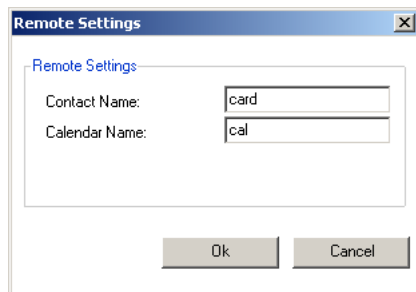 Remote Settings
Remote Settings
Contact Name: card
Calendar Name: cal
Ok Cancel